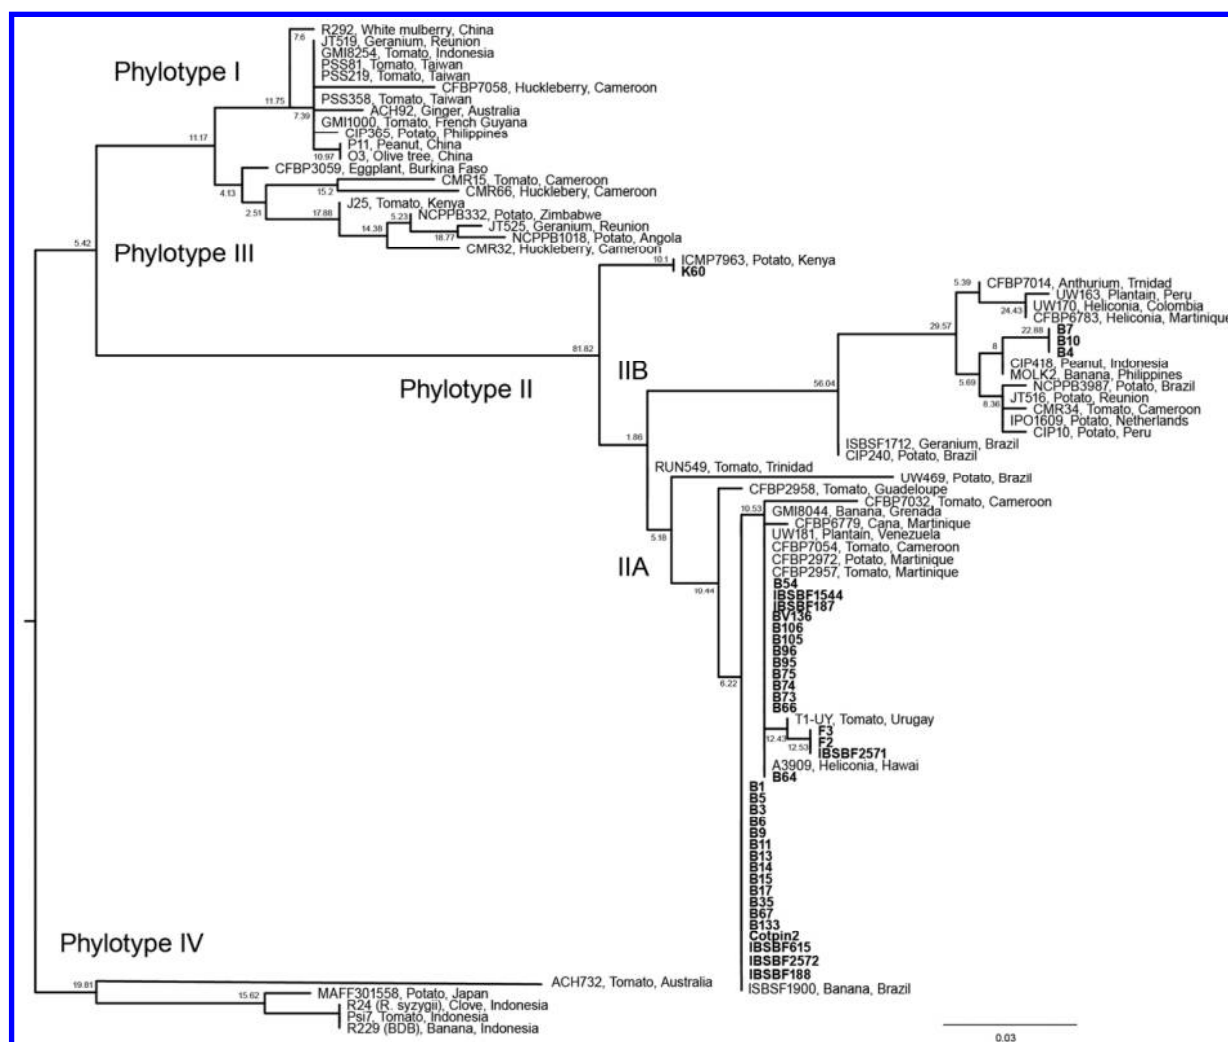 R292, White mulberry, China
7.6
JT519, Geranium, Reunion
GMI8254, Tomato, Indonesia
Phylotype I
PSS81, Tomato, Taiwan
PSS219, Tomato, Taiwan
CFBP7058, Huckleberry, Cameroon
11.75
PSS358, Tomato, Taiwan
7.39
ACH92, Ginger, Australia
GMI1000, Tomato, French Guyana
11.17
CIP365, Potato, Philippines
P11, Peanut, China
10.97
O3, Olive tree, China
CFBP3059, Eggplant, Burkina Faso
4.13
CMR15, Tomato, Cameroon
15.2
CMR66, Huckleberry, Cameroon
2.51
J25, Tomato, Kenya
17.88
5.23
NCPPB332, Potato, Zimbabwe
14.38
JT525, Geranium, Reunion
18.77
NCPPB1018, Potato, Angola
5.42
Phylotype III
CMR32, Huckleberry, Cameroon
10.1
ICMP7963, Potato, Kenya
K60
5.39
CFBP7014, Anthurium, Trnidad
UW163, Plantain, Peru
UW170, Heliconia, Colombia
24.43
CFBP6783, Heliconia, Martinique
29.57
22.88
B7
B10
8
B4
81.82
IIB
CIP418, Peanut, Indonesia
MOLK2, Banana, Philippines
Phylotype II
56.04
5.69
NCPPB3987, Potato, Brazil
JT516, Potato, Reunion
8.36
CMR34, Tomato, Cameroon
IPO1609, Potato, Netherlands
CIP10, Potato, Peru
1.86
ISBSF1712, Geranium, Brazil
CIP240, Potato, Brazil
RUN549, Tomato, Trinidad
UW469, Potato, Brazil
CFBP2958, Tomato, Guadeloupe
CFBP7032, Tomato, Cameroon
10.53
GMI8044, Banana, Grenada
CFBP6779, Cana, Martinique
5.18
UW181, Plantain, Venezuela
CFBP7054, Tomato, Cameroon
CFBP2972, Potato, Martinique
IIA
CFBP2957, Tomato, Martinique
10.44
B54
IBSBF1544
IBSBF187
BV136
B106
B105
B96
B95
B75
B74
6.22
B73
B66
T1-UY, Tomato, Urugay
F3
12.43
F2
12.53
IBSBF2571
A3909, Heliconia, Hawai
B64
B1
B5
B3
B6
B9
B11
B13
B14
B15
B17
B35
B67
B133
Cotpin2
Phylotype IV
IBSBF615
IBSBF2572
IBSBF188
19.81
ACH732, Tomato, Australia
ISBSF1900, Banana, Brazil
15.62
MAFF301558, Potato, Japan
R24 (R. syzygii), Clove, Indonesia
Psi7, Tomato, Indonesia
R229 (BDB), Banana, Indonesia
0.03